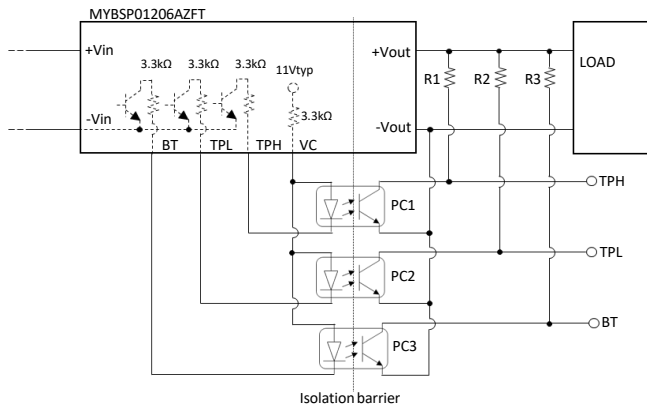 MYBSP01206AZFT
+Vin
3.3kΩ
3.3kΩ
3.3kΩ
11Vtyp
3.3kΩ
-Vin
BT
TPL
TPH
VC
+Vout
-Vout
R1
R2
R3
LOAD
PC1
TPH
PC2
TPL
PC3
BT
Isolation barrier